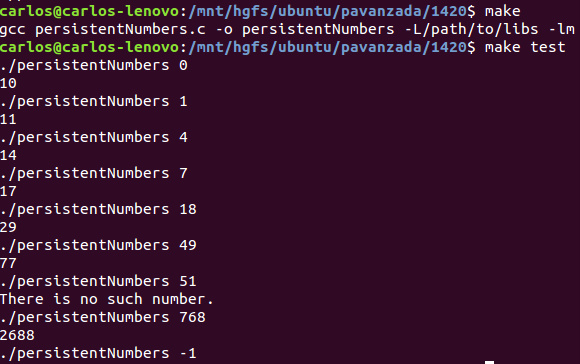 carlos@carlos-lenovo:/mnt/hgfs/ubuntu/pavanzada/1420$ make
gcc persistentNumbers.c -o persistentNumbers -L/path/to/libs -lm
carlos@carlos-lenovo:/mnt/hgfs/ubuntu/pavanzada/1420$ make test
./persistentNumbers 0
10
./persistentNumbers 1
11
./persistentNumbers 4
14
./persistentNumbers 7
17
./persistentNumbers 18
29
./persistentNumbers 49
77
./persistentNumbers 51
There is no such number.
./persistentNumbers 768
2688
./persistentNumbers -1